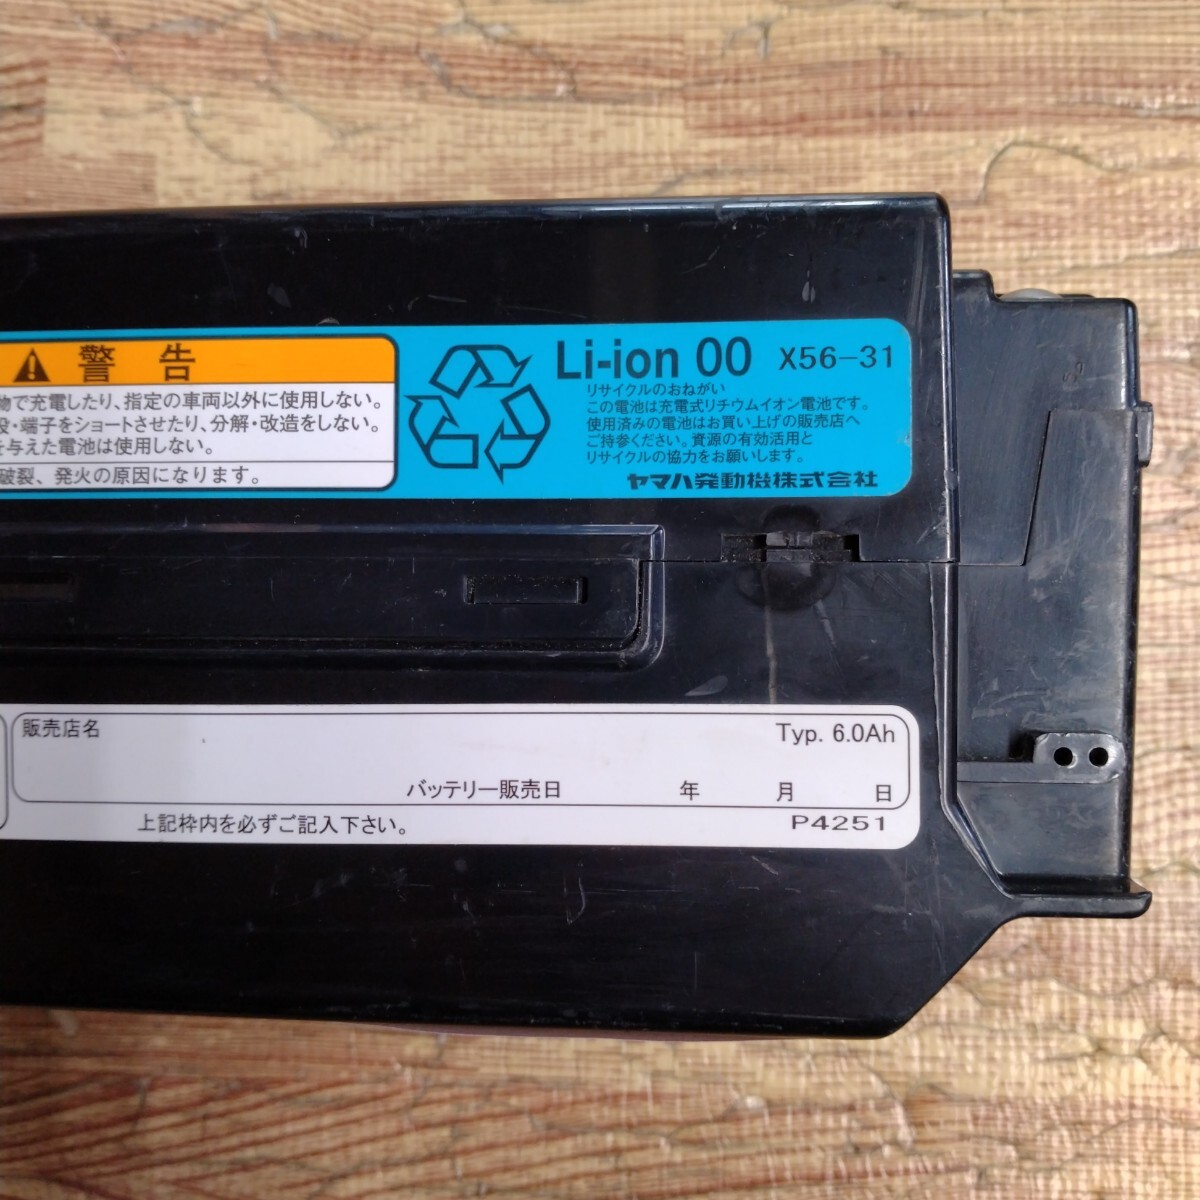 警告
物で充電したり、指定の車両以外に使用しない。
・端子をショートさせたり、分解・改造をしない。
を与えた電池は使用しない。
破裂、発火の原因になります。
Li-ion 00 X56-31
リサイクルのおねがい
この電池は充電式リチウムイオン電池です。
使用済みの電池はお買い上げの販売店へ
ご持参ください。資源の有効活用と
リサイクルの協力をお願いします。
ヤマハ発動機株式会社
販売店名
Typ. 6.0Ah
バッテリー販売日 年 月 日
上記枠内を必ずご記入下さい。
P4251